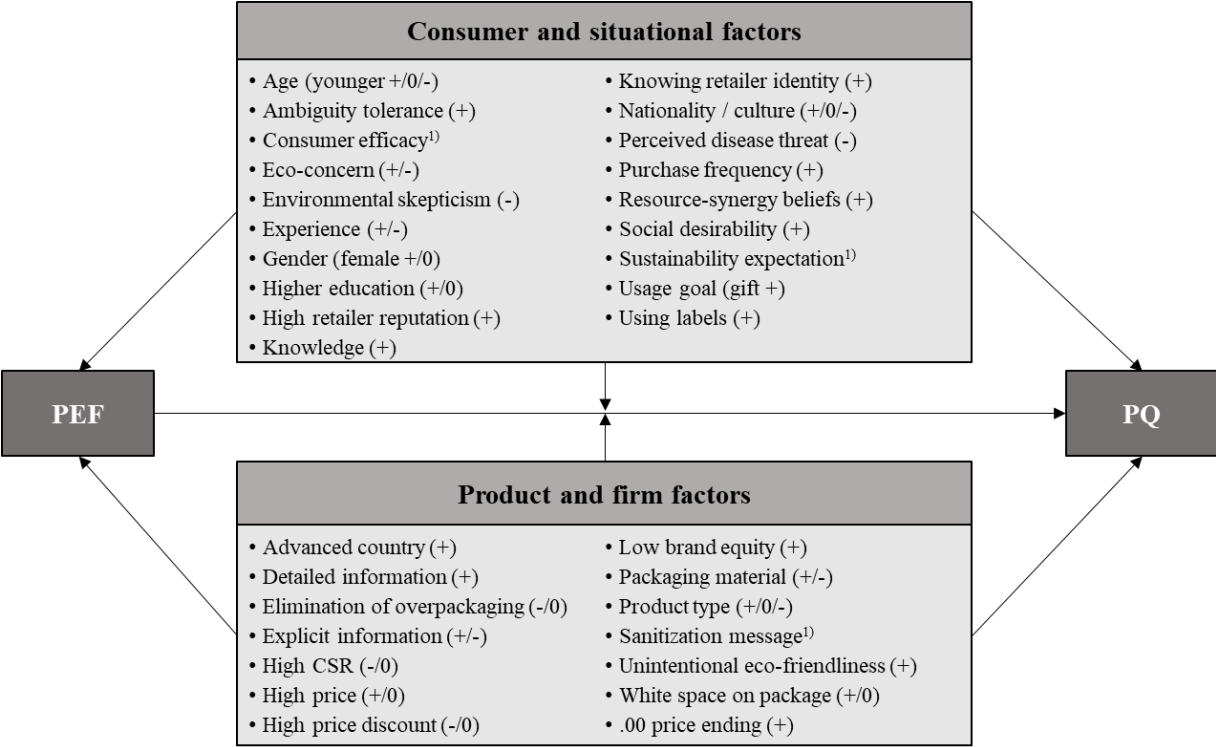 Consumer and situational factors
• Age (younger +/0/-)
• Ambiguity tolerance (+)
• Consumer efficacy1)
• Eco-concern (+/-)
• Environmental skepticism (-)
• Experience (+/-)
• Gender (female +/0)
• Higher education (+/0)
• High retailer reputation (+)
• Knowledge (+)
• Knowing retailer identity (+)
• Nationality / culture (+/0/-)
• Perceived disease threat (-)
• Purchase frequency (+)
• Resource-synergy beliefs (+)
• Social desirability (+)
• Sustainability expectation1)
• Usage goal (gift +)
• Using labels (+)
PEF
PQ
Product and firm factors
• Advanced country (+)
• Detailed information (+)
• Elimination of overpackaging (-/0)
• Explicit information (+/-)
• High CSR (-/0)
• High price (+/0)
• High price discount (-/0)
• Low brand equity (+)
• Packaging material (+/-)
• Product type (+/0/-)
• Sanitization message1)
• Unintentional eco-friendliness (+)
• White space on package (+/0)
• .00 price ending (+)